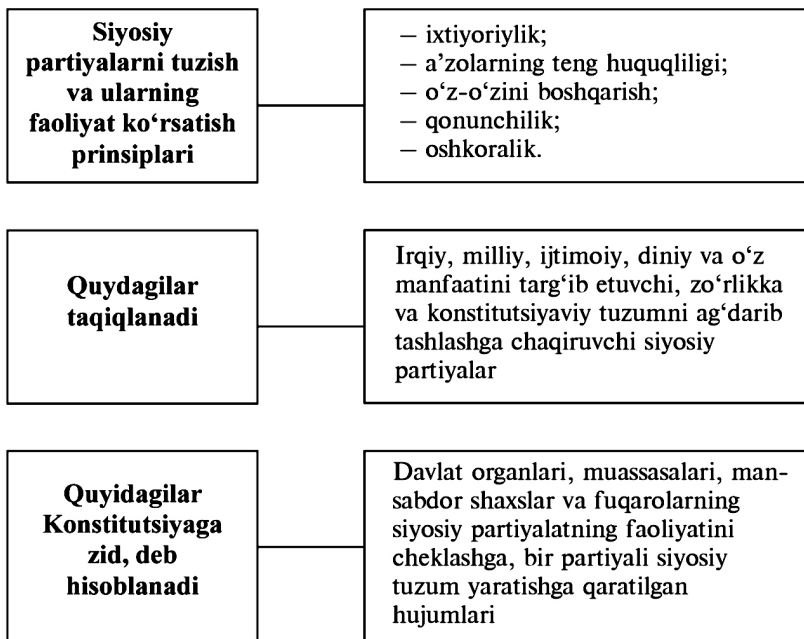 Siyosiy
partiyalarni tuzish
va ularning
faoliyat ko‘rsatish
prinsiplari
– ixtiyoriylik;
– a’zolarning teng huquqliligi;
– o‘z-o‘zini boshqarish;
– qonunchilik;
– oshkoralik.
Quydagilar
taqiqlanadi
Irqiy, milliy, ijtimoiy, diniy va o‘z
manfaatini targ‘ib etuvchi, zo‘rlikka
va konstitutsiyaviy tuzumni ag‘darib
tashlashga chaqiruvchi siyosiy
partiyalar
Quyidagilar
Konstitutsiyaga
zid, deb
hisoblanadi
Davlat organlari, muassasalari, man-
sabdor shaxslar va fuqarolarning
siyosiy partiyalatning faoliyatini
cheklashga, bir partiyali siyosiy
tuzum yaratishga qaratilgan
hujumlari